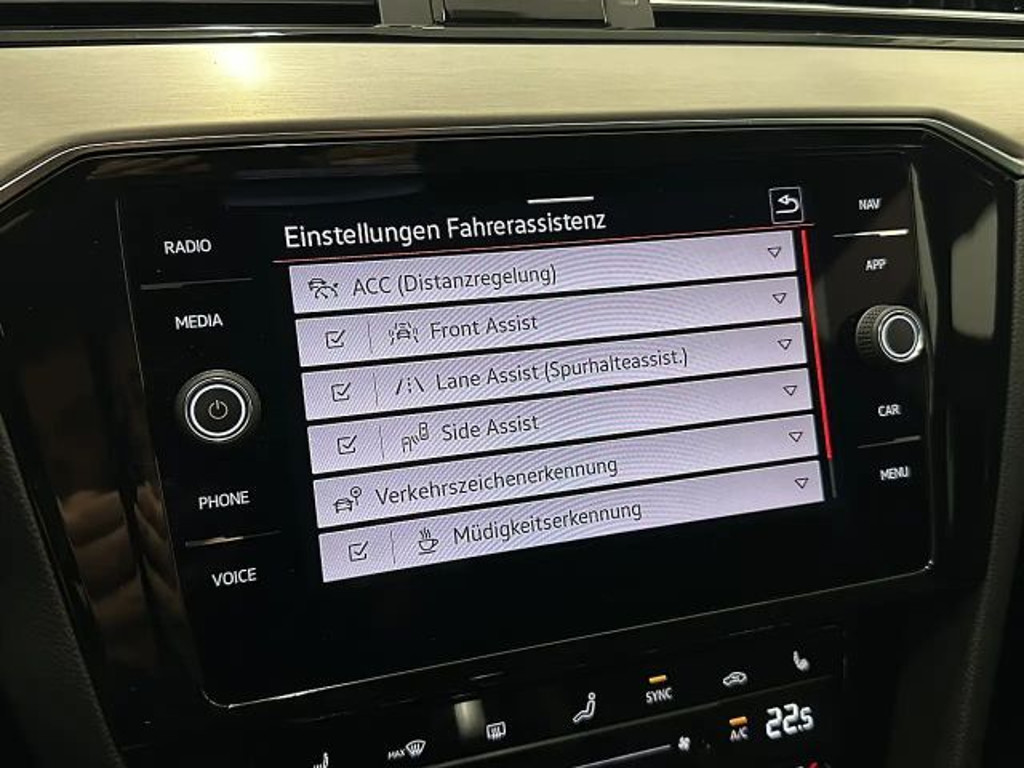 RADIO
MEDIA
PHONE
VOICE
Einstellungen Fahrerassistenz
ACC (Distanzregelung)
Front Assist
Lane Assist (Spurhalteassist.)
Side Assist
Verkehrszeichenerkennung
Müdigkeitserkennung
NAV
APP
CAR
MENU
MAX
SYNC
A/C
22.5